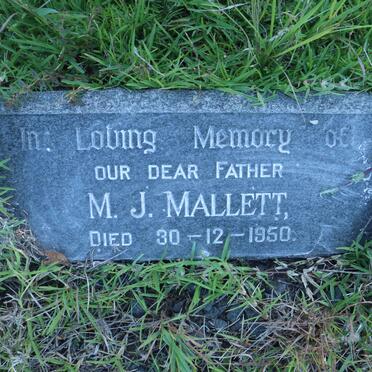 In Loving Memory of
OUR DEAR FATHER
M. J. MALLETT,
DIED 30-12-1950.